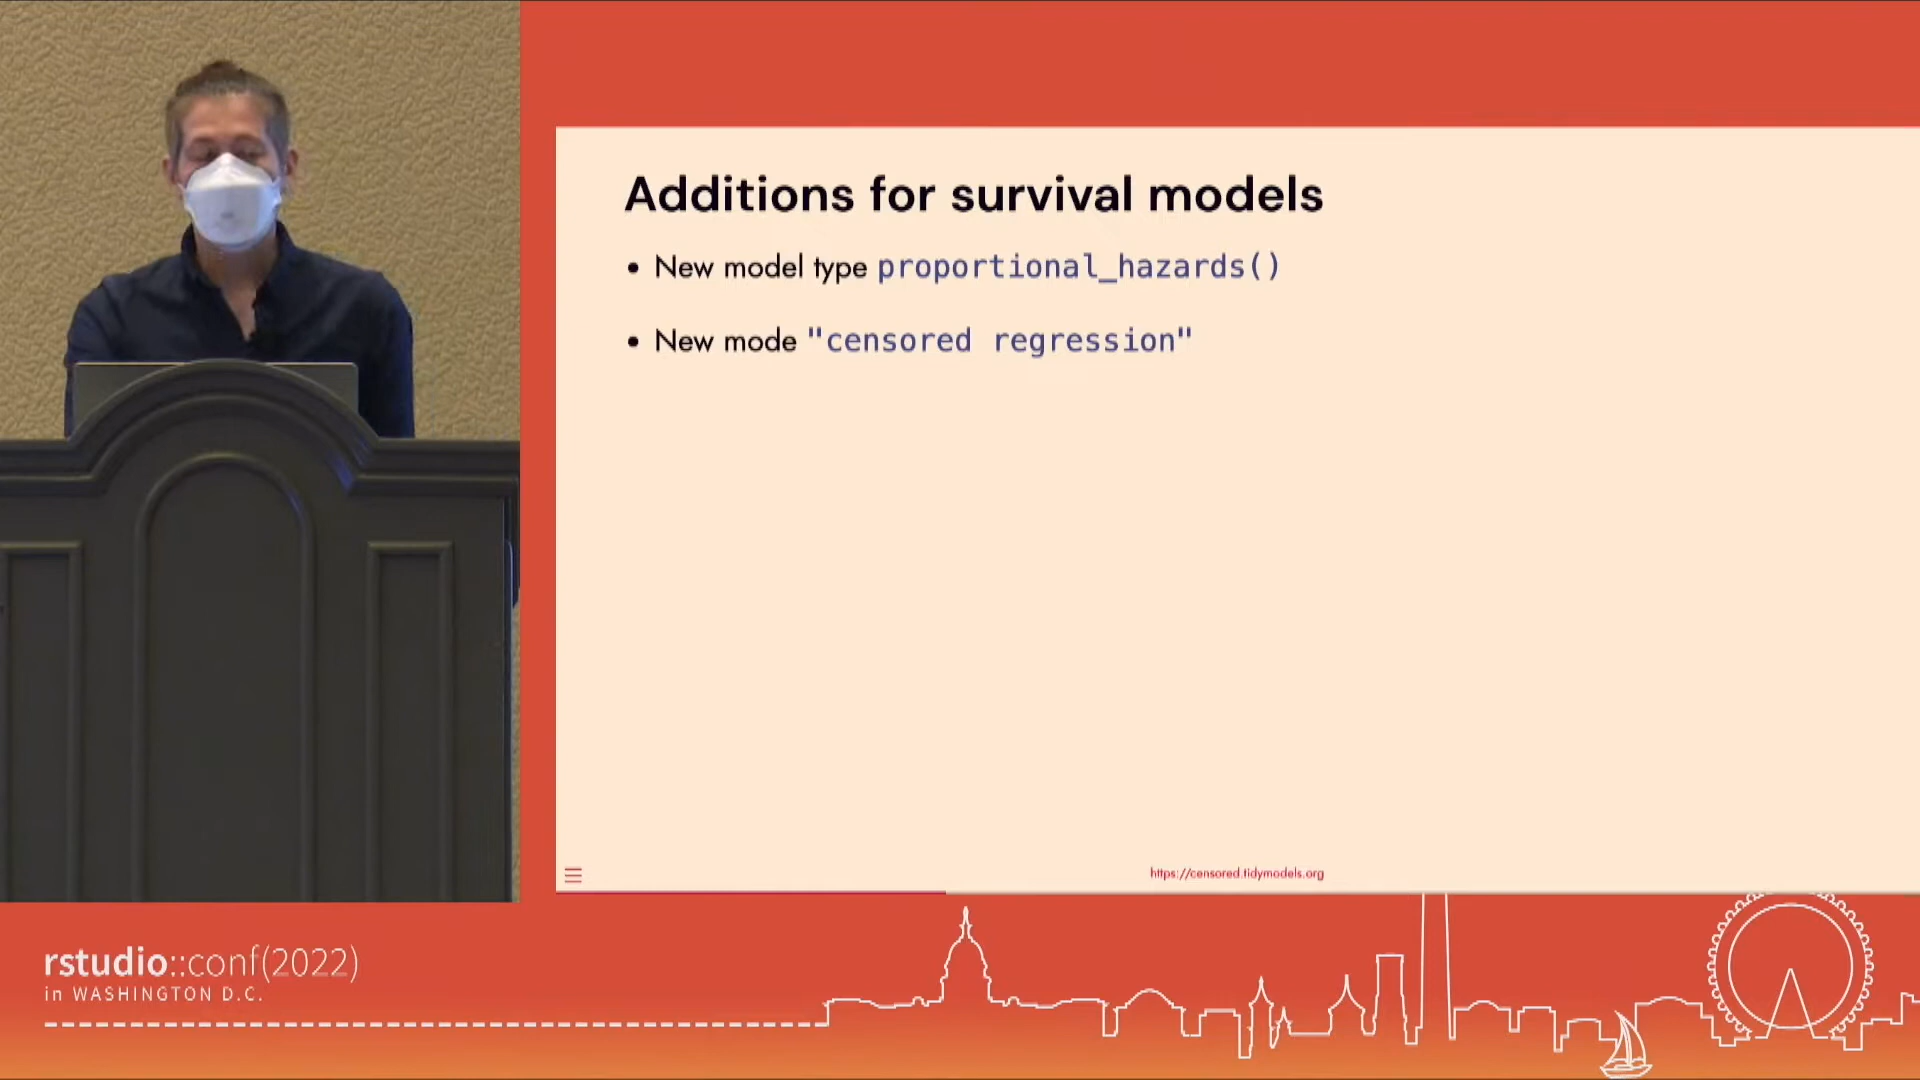 Additions for survival models
• New model type proportional_hazards()
• New mode "censored regression"
https://censored.tidymodels.org
rstudio::conf(2022)
in WASHINGTON D.C.